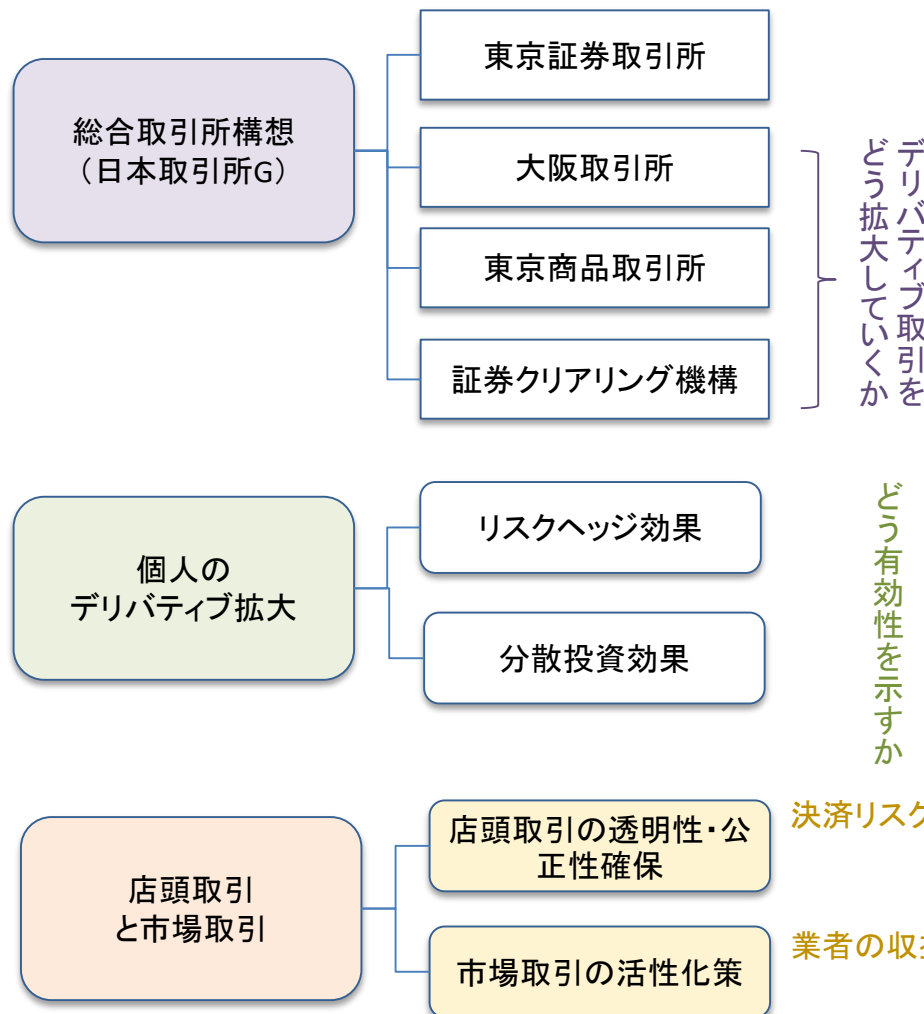 総合取引所構想
（日本取引所G）
東京証券取引所
大阪取引所
東京商品取引所
証券クリアリング機構
デリバティブ取引を
どう拡大していくか
個人の
デリバティブ拡大
リスクヘッジ効果
分散投資効果
どう有効性を示すか
店頭取引
と市場取引
店頭取引の透明性・公
正性確保
決済リスク
市場取引の活性化策
業者の収